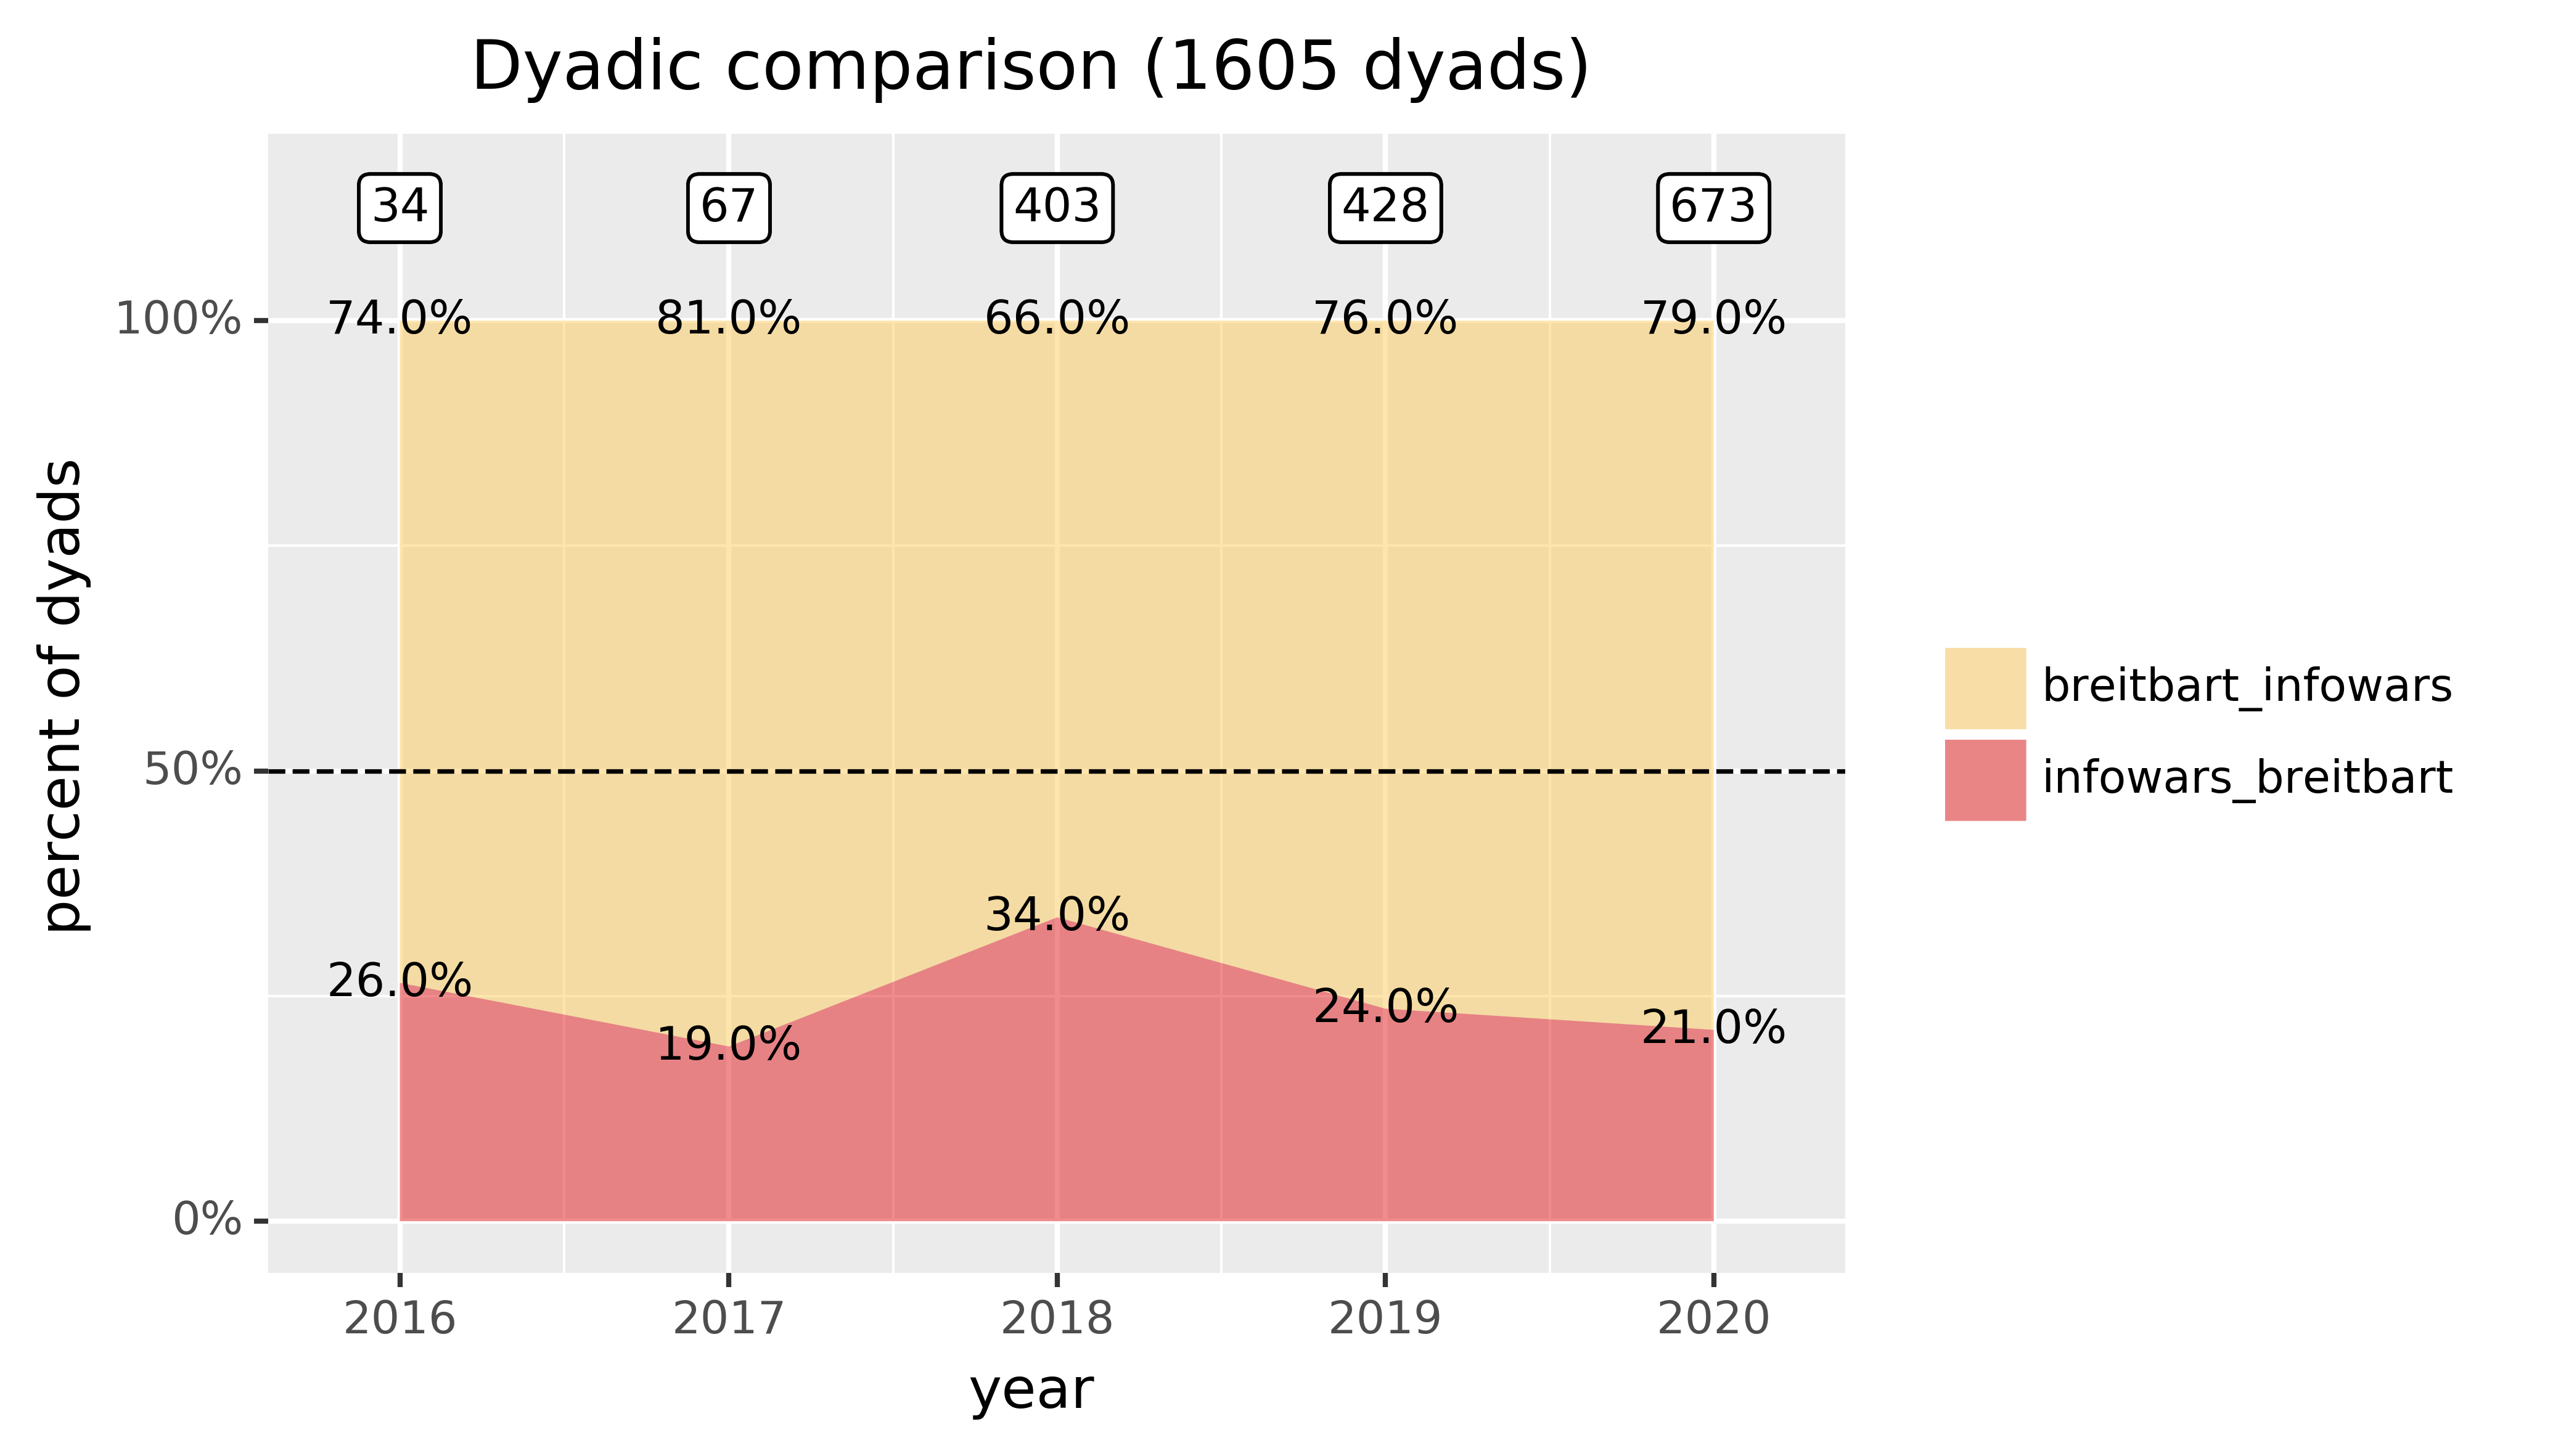 Dyadic comparison (1605 dyads)
34 67 403 428 673
100%
74.0% 81.0% 66.0% 76.0% 79.0%
percent of dyads
50%
breitbart_infowars
infowars_breitbart
26.0% 19.0% 34.0% 24.0% 21.0%
0%
2016 2017 2018 2019 2020
year